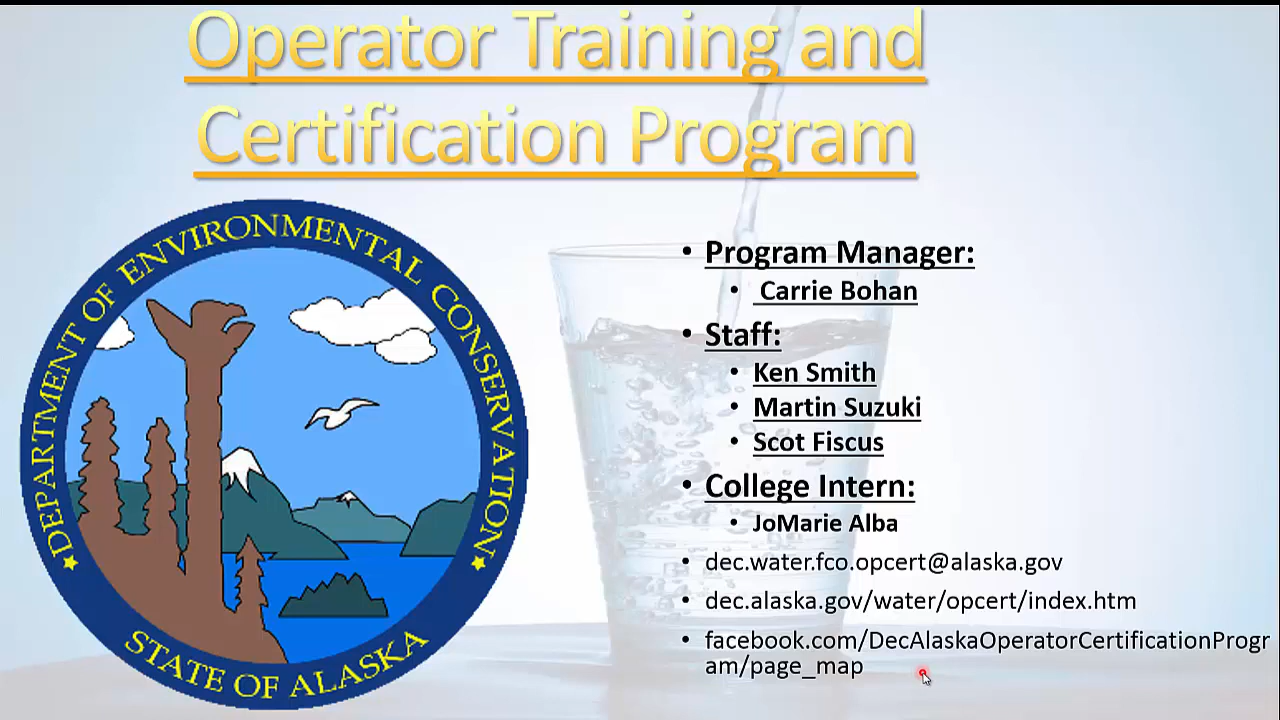 Operator Training and
Certification Program
DEPARTMENT OF ENVIRONMENTAL CONSERVATION
STATE OF ALASKA
• Program Manager:
• Carrie Bohan
• Staff:
• Ken Smith
• Martin Suzuki
• Scot Fiscus
• College Intern:
• JoMarie Alba
• dec.water.fco.opcert@alaska.gov
• dec.alaska.gov/water/opcert/index.htm
• facebook.com/DecAlaskaOperatorCertificationProgr
am/page_map